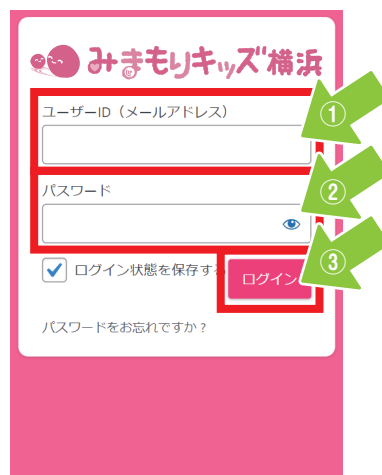 みまもりキッズ横浜
ユーザーID（メールアドレス）
①
パスワード
②
ログイン状態を保存す
ログイン
③
パスワードをお忘れですか ?